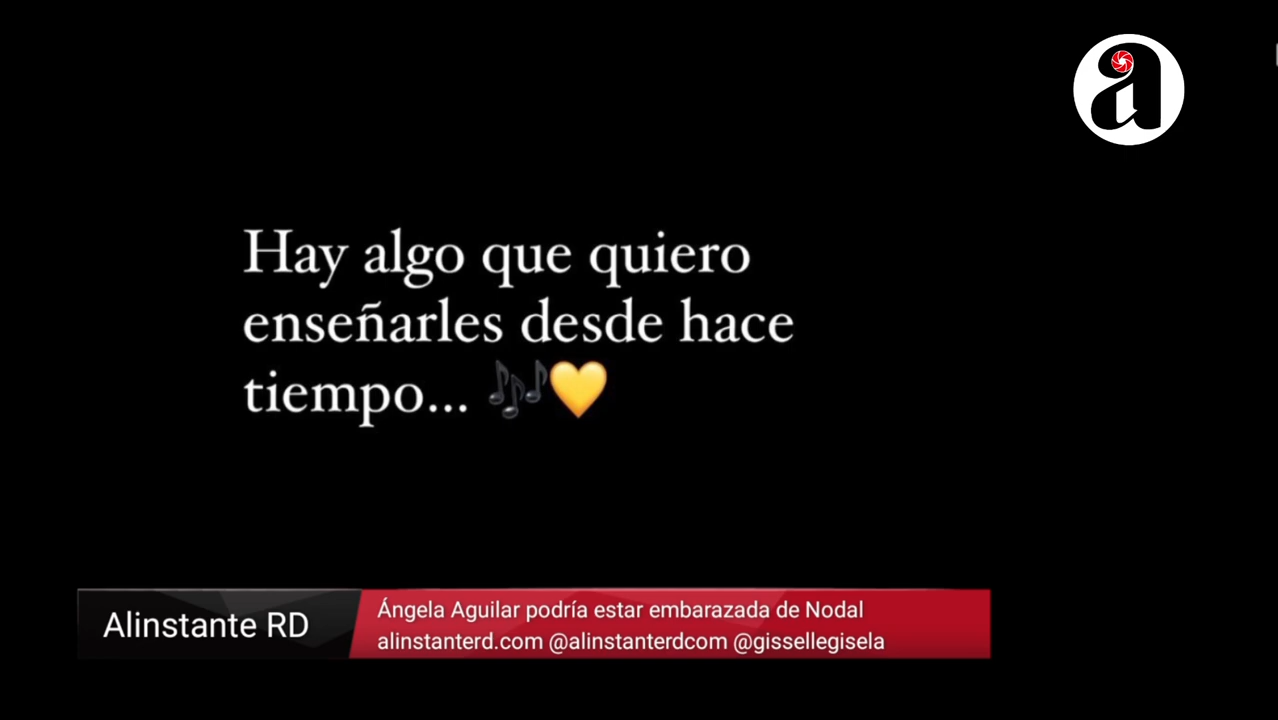 Hay algo que quiero
enseñarles desde hace
tiempo... 🎶💛
Alinstante RD
Ángela Aguilar podría estar embarazada de Nodal
alinstanterd.com @alinstanterdcom @gissellegisela